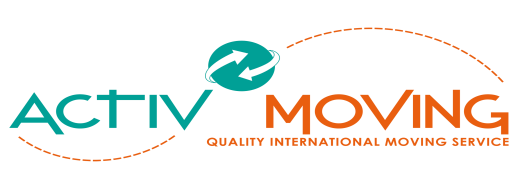 ACTIV MOVING
QUALITY INTERNATIONAL MOVING SERVICE